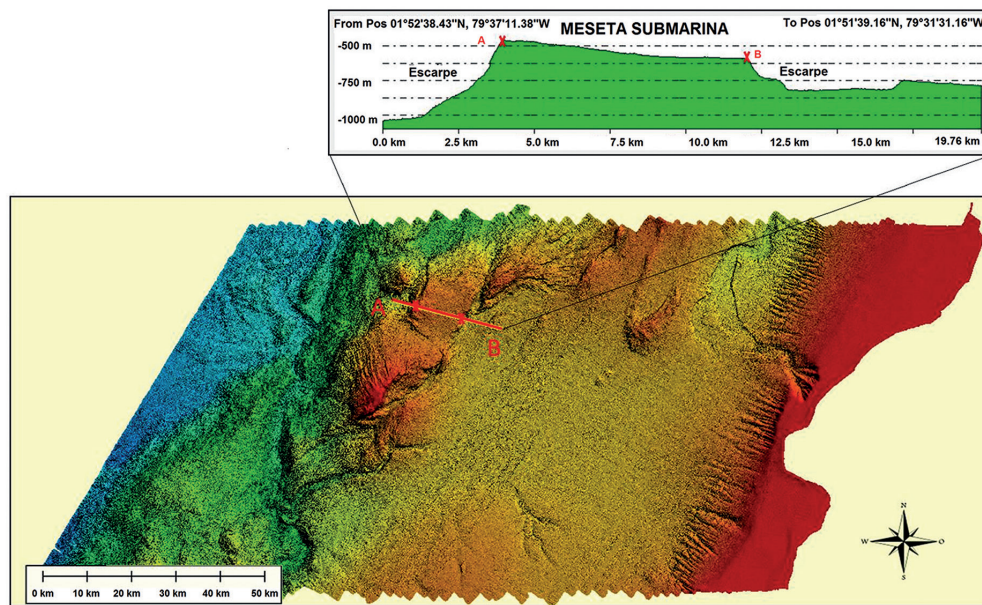 From Pos 01°52'38.43"N, 79°37'11.38"W
MESETA SUBMARINA
To Pos 01°51'39.16"N, 79°31'31.16"W
-500 m
A
B
Escarpe
Escarpe
-750 m
-1000 m
0.0 km 2.5 km 5.0 km 7.5 km 10.0 km 12.5 km 15.0 km 19.76 km
A
B
N
W O
S
0 km 10 km 20 km 30 km 40 km 50 km